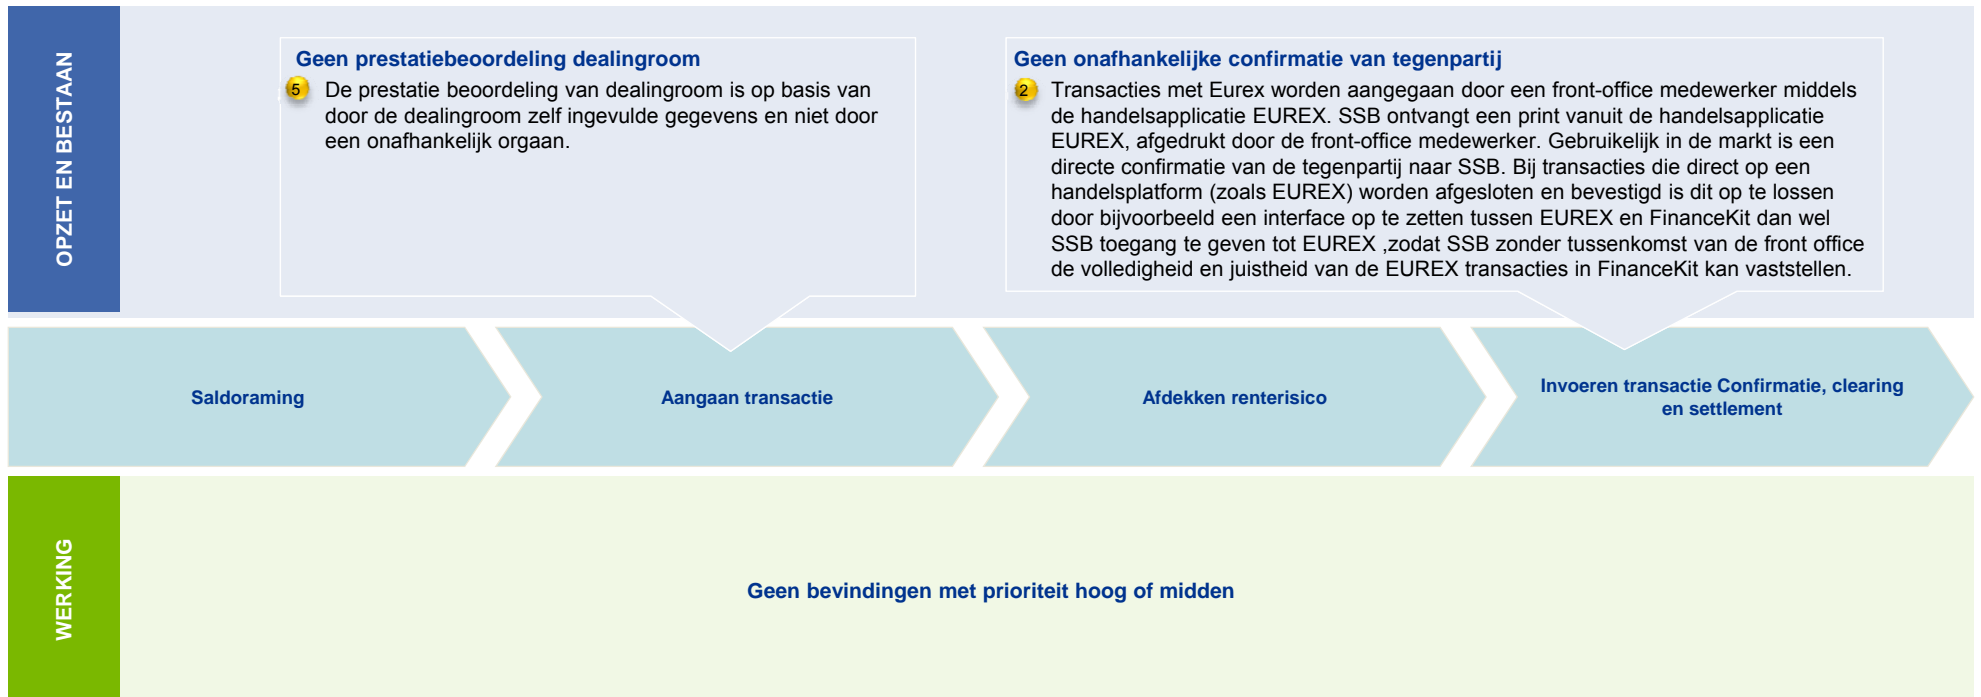 OPZET EN BESTAAN
Geen prestatiebeoordeling dealingroom
5 De prestatie beoordeling van dealingroom is op basis van
door de dealingroom zelf ingevulde gegevens en niet door
een onafhankelijk orgaan.
Geen onafhankelijke confirmatie van tegenpartij
2 Transacties met Eurex worden aangegaan door een front-office medewerker middels
de handelsapplicatie EUREX. SSB ontvangt een print vanuit de handelsapplicatie
EUREX, afgedrukt door de front-office medewerker. Gebruikelijk in de markt is een
directe confirmatie van de tegenpartij naar SSB. Bij transacties die direct op een
handelsplatform (zoals EUREX) worden afgesloten en bevestigd is dit op te lossen
door bijvoorbeeld een interface op te zetten tussen EUREX en FinanceKit dan wel
SSB toegang te geven tot EUREX ,zodat SSB zonder tussenkomst van de front office
de volledigheid en juistheid van de EUREX transacties in FinanceKit kan vaststellen.
Saldoraming
Aangaan transactie
Afdekken renterisico
Invoeren transactie Confirmatie, clearing
en settlement
WERKING
Geen bevindingen met prioriteit hoog of midden